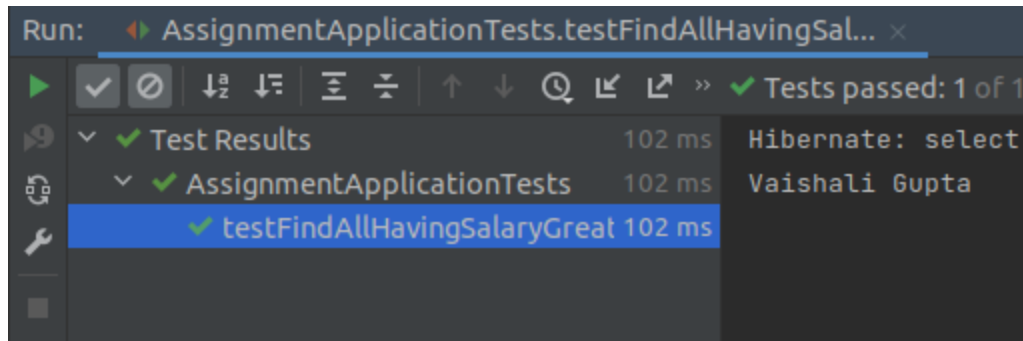 Run: AssignmentApplicationTests.testFindAllHavingSal...
Tests passed: 1 of 1
Test Results 102 ms
AssignmentApplicationTests 102 ms
testFindAllHavingSalaryGreat 102 ms
Hibernate: select
Vaishali Gupta